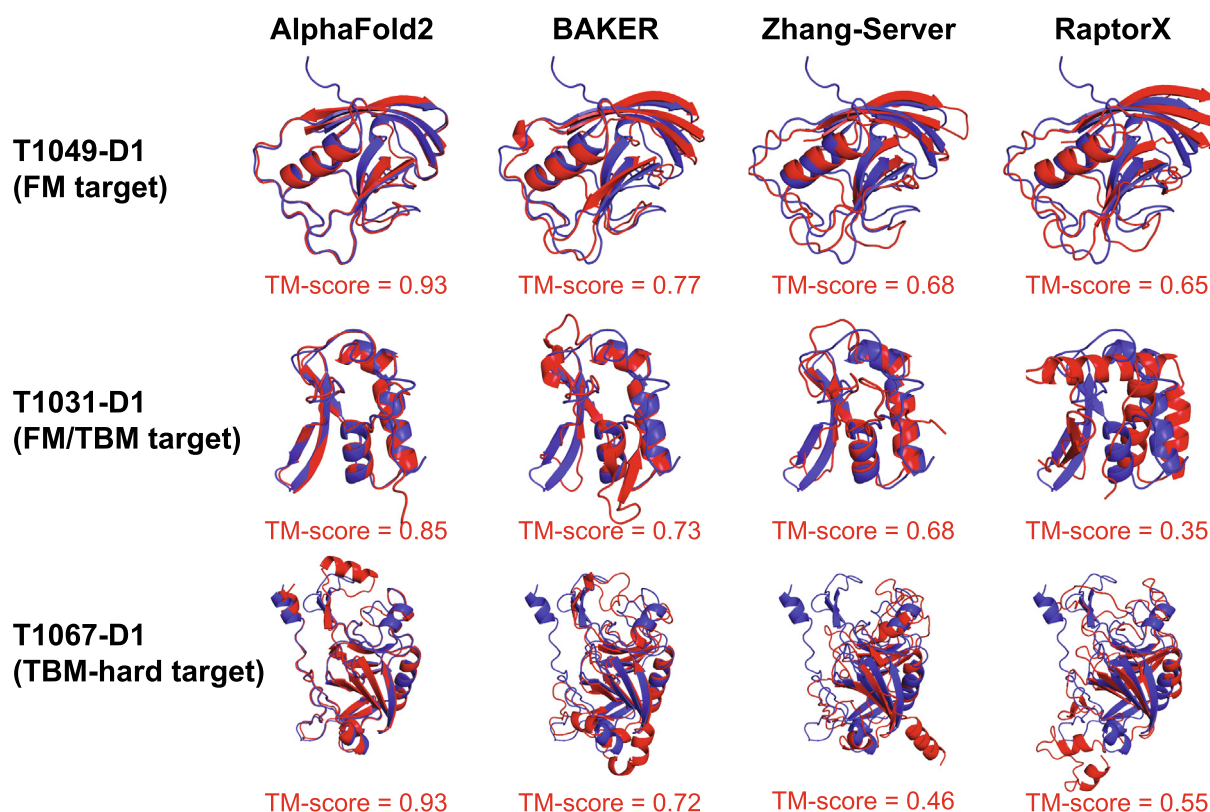 AlphaFold2 BAKER Zhang-Server RaptorX
T1049-D1
(FM target)
TM-score = 0.93 TM-score = 0.77 TM-score = 0.68 TM-score = 0.65
T1031-D1
(FM/TBM target)
TM-score = 0.85 TM-score = 0.73 TM-score = 0.68 TM-score = 0.35
T1067-D1
(TBM-hard target)
TM-score = 0.93 TM-score = 0.72 TM-score = 0.46 TM-score = 0.55